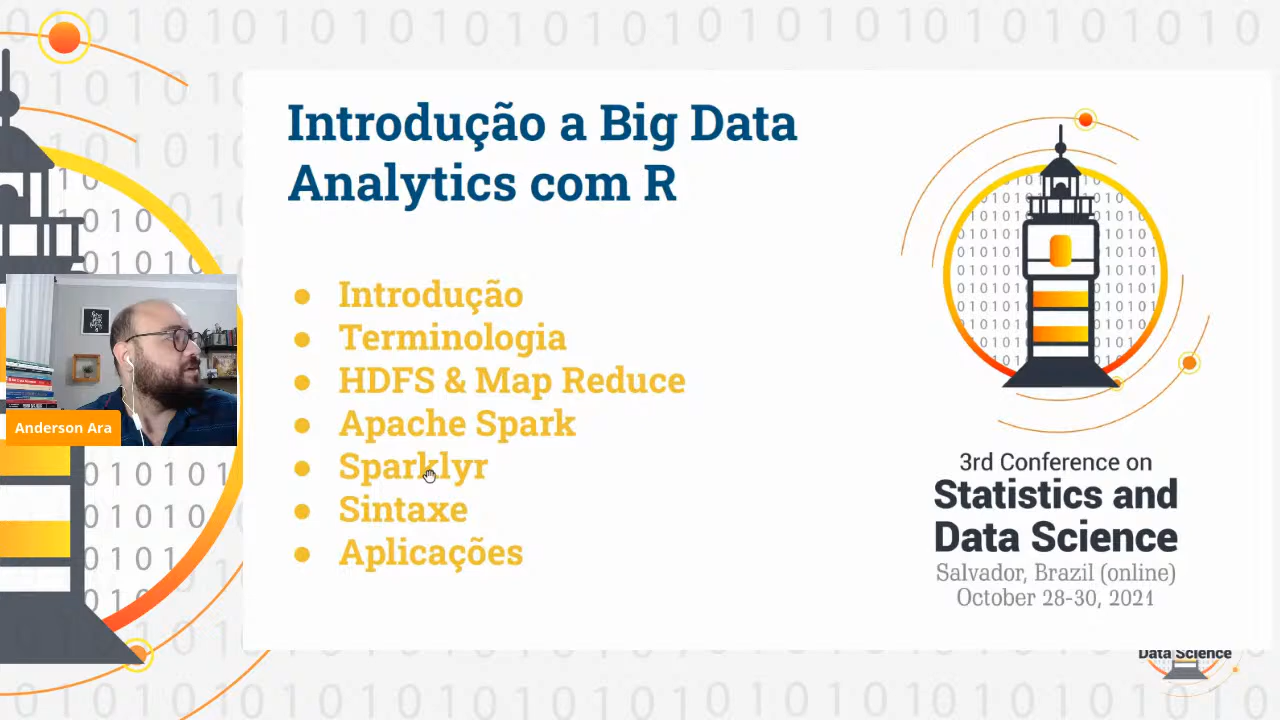 Introdução a Big Data
Analytics com R
● Introdução
● Terminologia
● HDFS & Map Reduce
● Apache Spark
● Sparklyr
● Sintaxe
● Aplicações
Anderson Ara
3rd Conference on
Statistics and
Data Science
Salvador, Brazil (online)
October 28-30, 2021
Data Science